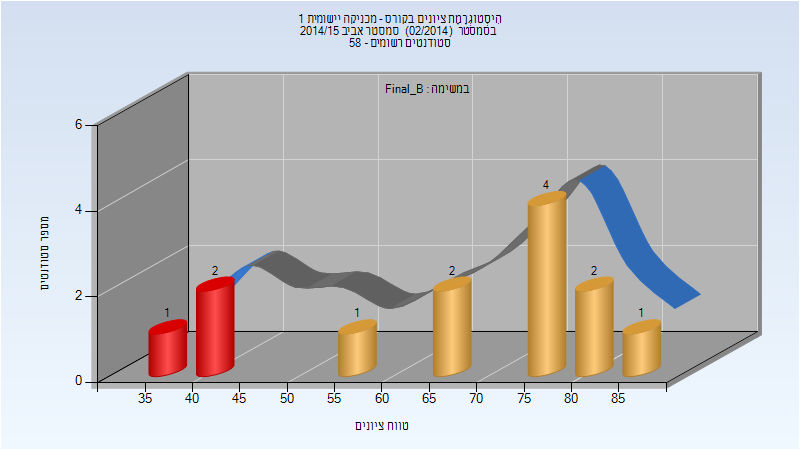 הִיסְטוֹגְרָמַת ציונים בקורס - מכניקה יישומית 1
בסמסטר (02/2014) סמסטר אביב 2014/15
סטודנטים רשומים - 58
במשימה : Final_B
6
4
2
0
מספר סטודנטים
1
2
1
2
4
2
1
35 40 45 50 55 60 65 70 75 80 85
טווח ציונים